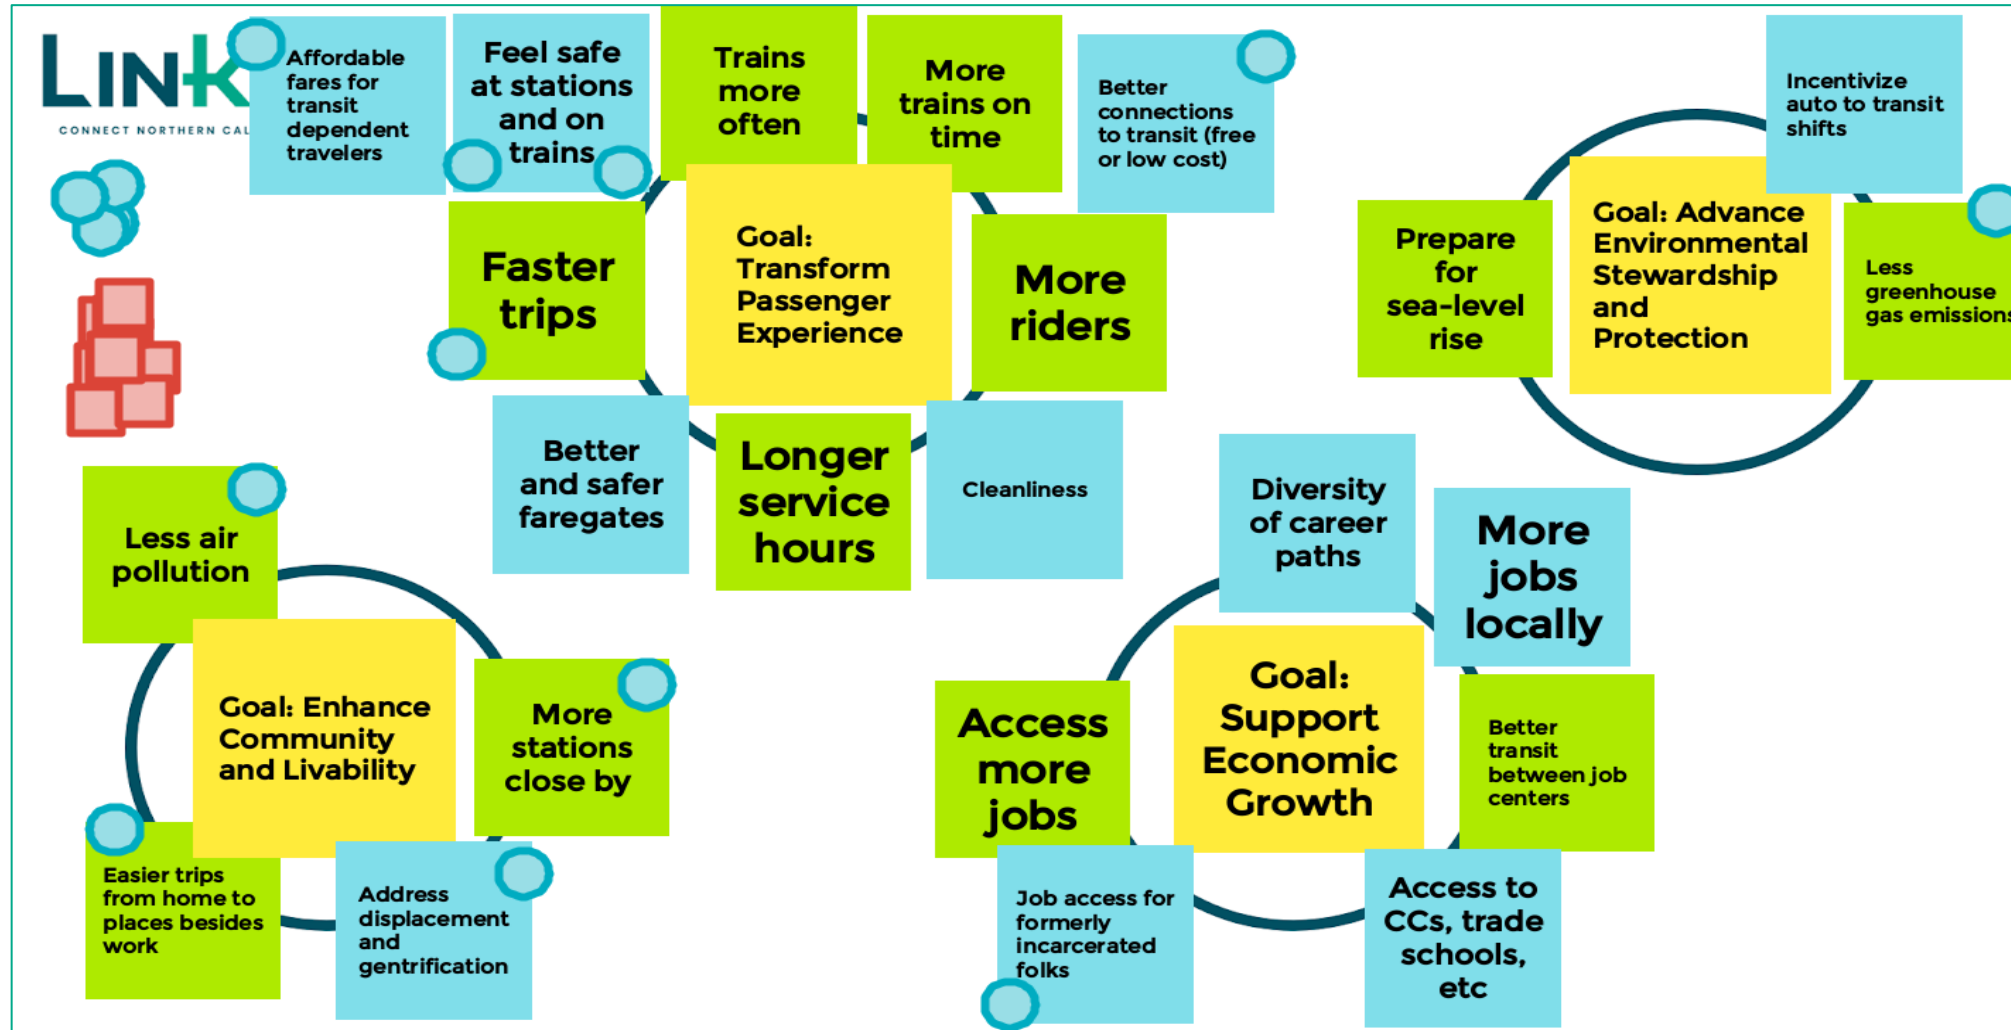 LINK
CONNECT NORTHERN CAL
Affordable
fares for
transit
dependent
travelers
Feel safe
at stations
and on
trains
Trains
more
often
More
trains on
time
Better
connections
to transit (free
or low cost)
Faster
trips
Goal:
Transform
Passenger
Experience
More
riders
Better
and safer
faregates
Longer
service
hours
Cleanliness
Incentivize
auto to transit
shifts
Prepare
for
sea-level
rise
Goal: Advance
Environmental
Stewardship
and
Protection
Less
greenhouse
gas emissions
Less air
pollution
Goal: Enhance
Community
and Livability
More
stations
close by
Easier trips
from home to
places besides
work
Address
displacement
and
gentrification
Diversity
of career
paths
More
jobs
locally
Access
more
jobs
Goal:
Support
Economic
Growth
Better
transit
between job
centers
Job access for
formerly
incarcerated
folks
Access to
CCs, trade
schools,
etc